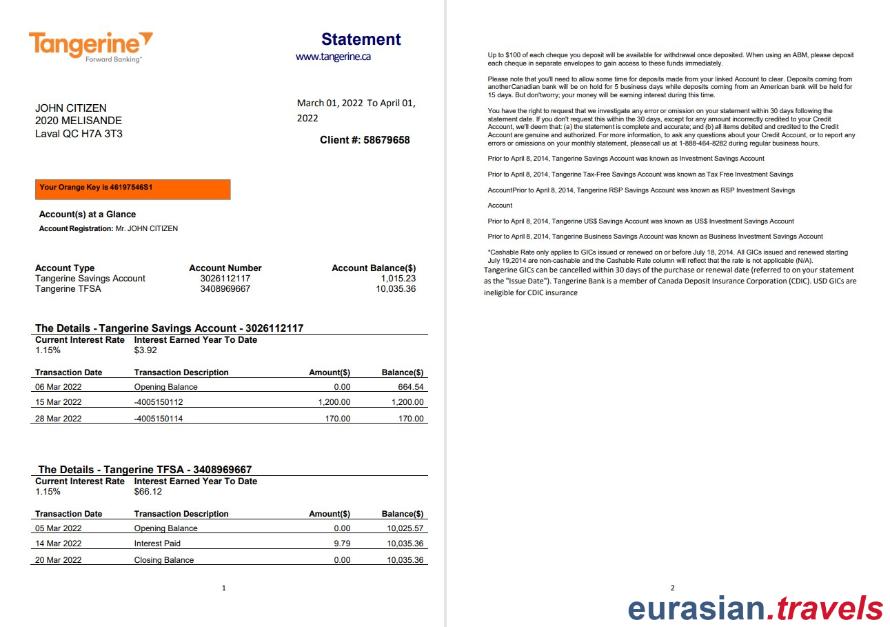 Tangerine
Forward Banking™
Statement
www.tangerine.ca
JOHN CITIZEN
2020 MELISANDE
Laval QC H7A 3T3
March 01, 2022 To April 01,
2022
Client #: 58679658
Your Orange Key is 46197546S1
Account(s) at a Glance
Account Registration: Mr. JOHN CITIZEN
Account Type Account Number Account Balance($)
Tangerine Savings Account 3026112117 1,015.23
Tangerine TFSA 3408969667 10,035.36
The Details - Tangerine Savings Account - 3026112117
Current Interest Rate Interest Earned Year To Date
1.15% $3.92
Transaction Date Transaction Description Amount($) Balance($)
06 Mar 2022 Opening Balance 0.00 664.54
15 Mar 2022 -4005150112 1,200.00 1,200.00
28 Mar 2022 -4005150114 170.00 170.00
The Details - Tangerine TFSA - 3408969667
Current Interest Rate Interest Earned Year To Date
1.15% $66.12
Transaction Date Transaction Description Amount($) Balance($)
05 Mar 2022 Opening Balance 0.00 10,025.57
14 Mar 2022 Interest Paid 9.79 10,035.36
20 Mar 2022 Closing Balance 0.00 10,035.36
1
Up to $100 of each cheque you deposit will be available for withdrawal once deposited. When using an ABM, please deposit
each cheque in separate envelopes to gain access to these funds immediately.
Please note that you'll need to allow some time for deposits made from your linked Account to clear. Deposits coming from
anotherCanadian bank will be on hold for 5 business days while deposits coming from an American bank will be held for
15 days. But don'tworry; your money will be earning interest during this time.
You have the right to request that we investigate any error or omission on your statement within 30 days following the
statement date. If you don't request this within the 30 days, except for any amount incorrectly credited to your Credit
Account, we'll deem that: (a) the statement is complete and accurate; and (b) all items debited and credited to the Credit
Account are genuine and authorized. For more information, to ask questions about your Credit Account, or to report any
errors or omissions on your monthly statement, pleasecall us at 1-888-464-8282 during regular business hours.
Prior to April 8, 2014, Tangerine Savings Account was known as Investment Savings Account
Prior to April 8, 2014, Tangerine Tax-Free Savings Account was known as Tax Free Investment Savings
AccountPrior to April 8, 2014, Tangerine RSP Savings Account was known as RSP Investment Savings
Account
Prior to April 8, 2014, Tangerine US$ Savings Account was known as US$ Investment Savings Account
Prior to April 8, 2014, Tangerine Business Savings Account was known as Business Investment Savings Account
*Cashable Rate only applies to GICs issued or renewed on or before July 18, 2014. All GICs issued and renewed starting
July 19,2014 are non-cashable and the Cashable Rate column will reflect that the rate is not applicable (N/A).
Tangerine GICs can be cancelled within 30 days of the purchase or renewal date (referred to on your statement
as the "Issue Date"). Tangerine Bank is a member of Canada Deposit Insurance Corporation (CDIC). USD GICs are
ineligible for CDIC insurance
2
eurasian.travels